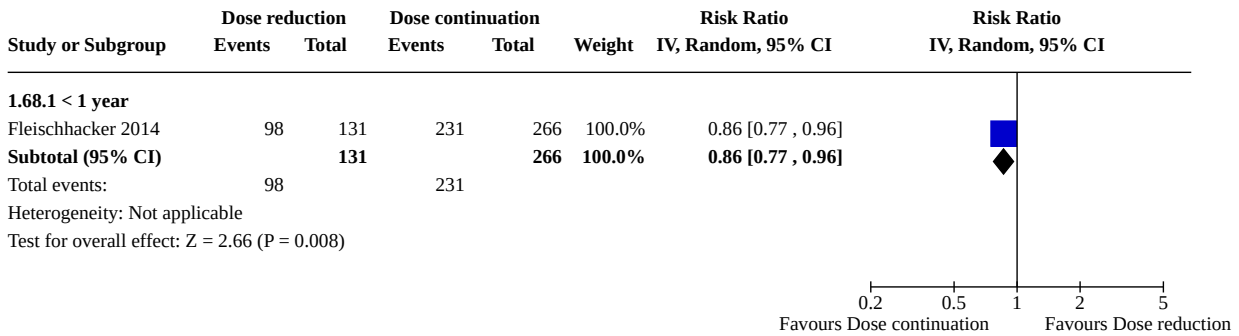 Dose reduction Dose continuation Risk Ratio Risk Ratio
Study or Subgroup Events Total Events Total Weight IV, Random, 95% CI IV, Random, 95% CI
1.68.1 < 1 year
Fleischhacker 2014 98 131 231 266 100.0% 0.86 [0.77 , 0.96]
Subtotal (95% CI) 131 266 100.0% 0.86 [0.77 , 0.96]
Total events: 98 231
Heterogeneity: Not applicable
Test for overall effect: Z = 2.66 (P = 0.008)
0.2 0.5 1 2 5
Favours Dose continuation Favours Dose reduction